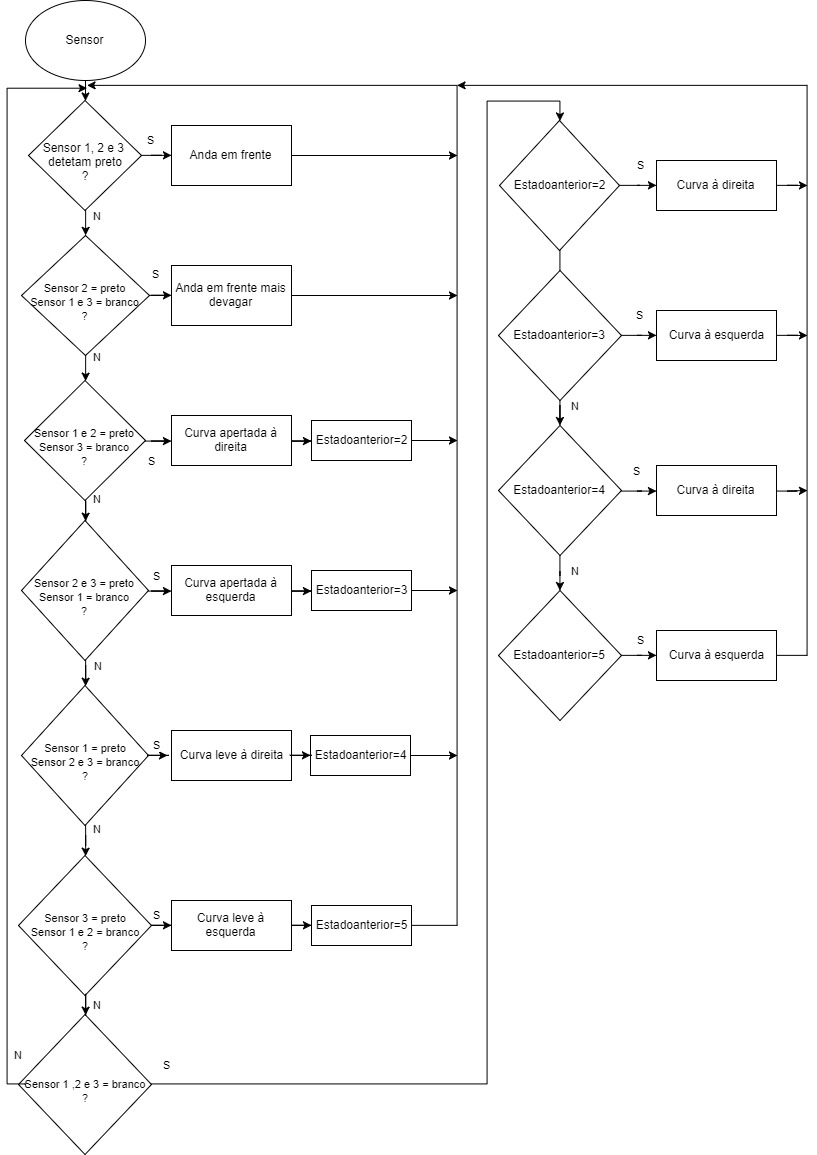 Sensor
Sensor 1, 2 e 3
detetam preto
?
S
Anda em frente
N
Sensor 2 = preto
Sensor 1 e 3 = branco
?
S
Anda em frente mais
devagar
N
Sensor 1 e 2 = preto
Sensor 3 = branco
?
S
Curva apertada à
direita
Estadoanterior=2
N
Sensor 2 e 3 = preto
Sensor 1 = branco
?
S
Curva apertada à
esquerda
Estadoanterior=3
N
Sensor 1 = preto
Sensor 2 e 3 = branco
?
S
Curva leve à direita
Estadoanterior=4
N
Sensor 3 = preto
Sensor 1 e 2 = branco
?
S
Curva leve à
esquerda
Estadoanterior=5
N
N
Sensor 1 ,2 e 3 = branco
?
S
Estadoanterior=2
S
Curva à direita
Estadoanterior=3
S
Curva à esquerda
N
Estadoanterior=4
S
Curva à direita
N
Estadoanterior=5
S
Curva à esquerda